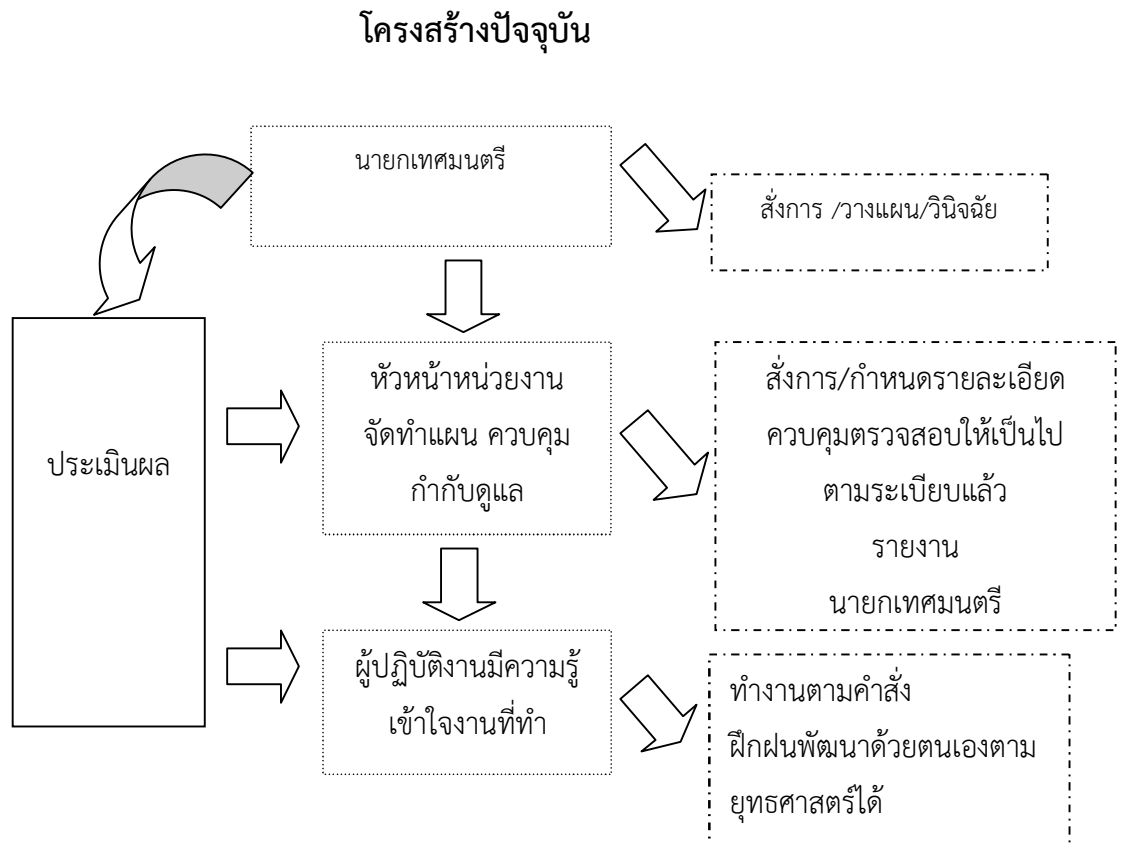 โครงสร้างปัจจุบัน
นายกเทศมนตรี
สั่งการ /วางแผน/วินิจฉัย
ประเมินผล
หัวหน้าหน่วยงาน
จัดทำแผน ควบคุม
กำกับดูแล
สั่งการ/กำหนดรายละเอียด
ควบคุมตรวจสอบให้เป็นไป
ตามระเบียบแล้ว
รายงาน
นายกเทศมนตรี
ผู้ปฏิบัติงานมีความรู้
เข้าใจงานที่ทำ
ทำงานตามคำสั่ง
ฝึกฝนพัฒนาด้วยตนเองตาม
ยุทธศาสตร์ได้